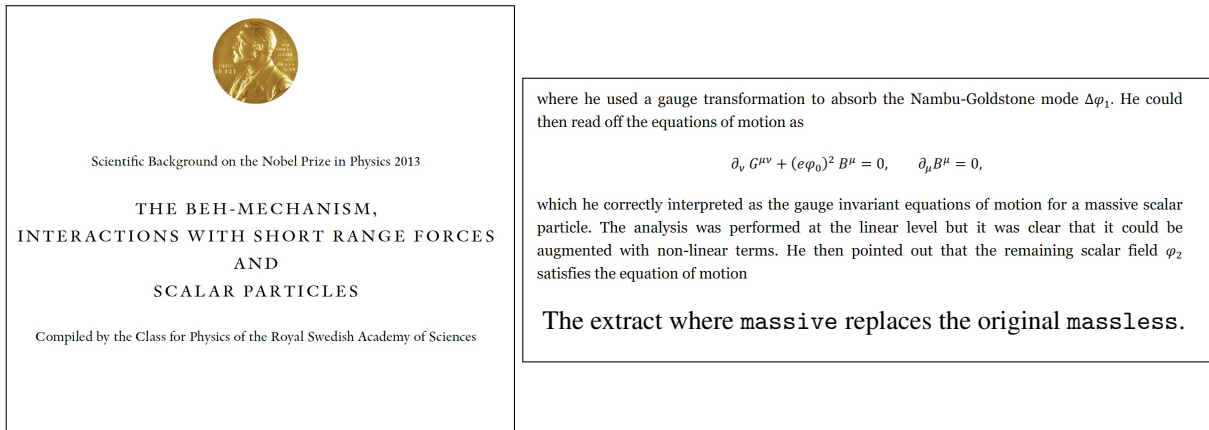 Scientific Background on the Nobel Prize in Physics 2013
THE BEH-MECHANISM,
INTERACTIONS WITH SHORT RANGE FORCES
AND
SCALAR PARTICLES
Compiled by the Class for Physics of the Royal Swedish Academy of Sciences
where he used a gauge transformation to absorb the Nambu-Goldstone mode Δφ₁. He could
then read off the equations of motion as
∂ᵥ Gᵘᵛ + (eφ₀)² Bᵘ = 0, ∂ᵤBᵘ = 0,
which he correctly interpreted as the gauge invariant equations of motion for a massive scalar
particle. The analysis was performed at the linear level but it was clear that it could be
augmented with non-linear terms. He then pointed out that the remaining scalar field φ₂
satisfies the equation of motion
The extract where massive replaces the original massless.